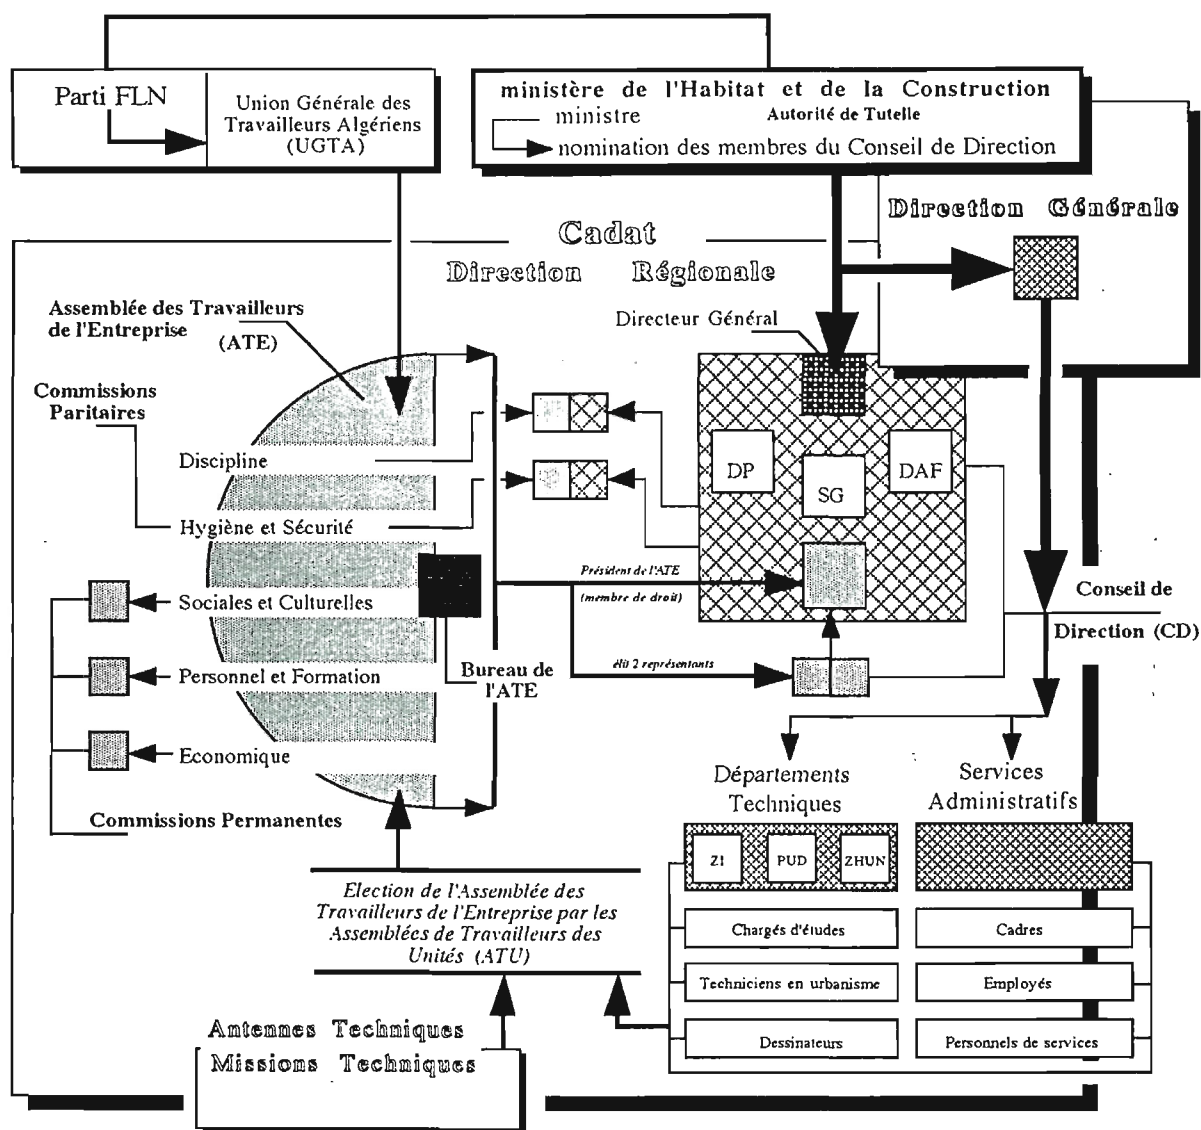 Parti FLN
Union Générale des
Travailleurs Algériens
(UGTA)
ministère de l'Habitat et de la Construction
ministre
Autorité de Tutelle
nomination des membres du Conseil de Direction
Direction Générale
Cadat
Direction Régionale
Directeur Général
Assemblée des Travailleurs
de l'Entreprise
(ATE)
Commissions
Paritaires
Discipline
Hygiène et Sécurité
Sociales et Culturelles
Personnel et Formation
Economique
Commissions Permanentes
Bureau de
l'ATE
DP
SG
DAF
Président de l'ATE
(membre de droit)
élit 2 représentants
Conseil de
Direction (CD)
Départements
Techniques
Services
Administratifs
ZI
PUD
ZHUN
Chargés d'études
Techniciens en urbanisme
Dessinateurs
Cadres
Employés
Personnels de services
Election de l'Assemblée des
Travailleurs de l'Entreprise par les
Assemblées de Travailleurs des
Unités (ATU)
Antennes Techniques
Missions Techniques